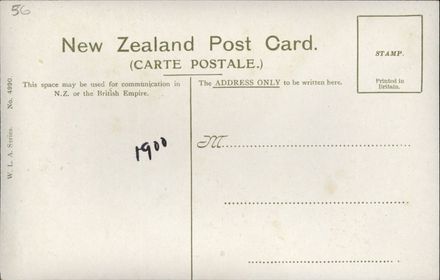 56
New Zealand Post Card.
(CARTE POSTALE.)
STAMP.
Printed in
Britain.
This space may be used for communication in
N.Z. or the British Empire.
The ADDRESS ONLY to be written here.
W. L. A. Series. No. 4990.
1900
M